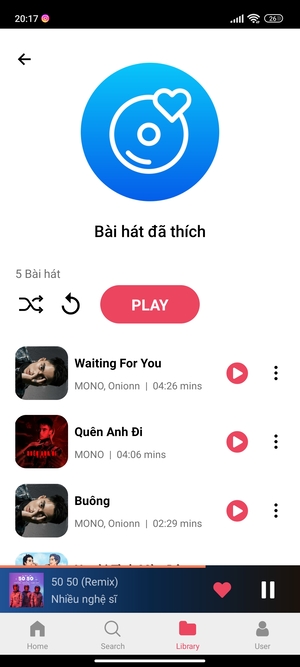 20:17
26
Bài hát đã thích
5 Bài hát
PLAY
Waiting For You
MONO, Onionn | 04:26 mins
Quên Anh Đi
MONO | 04:06 mins
Buông
MONO, Onionn | 02:29 mins
50 50
50 50 (Remix)
Nhiều nghệ sĩ
Home
Search
Library
User